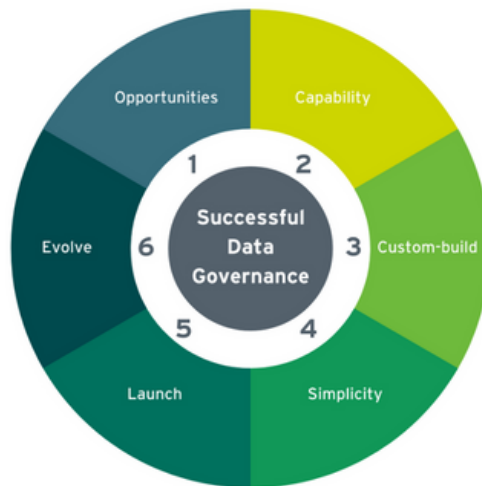 Opportunities
1
Capability
2
Custom-build
3
Simplicity
4
Launch
5
Evolve
6
Successful
Data
Governance